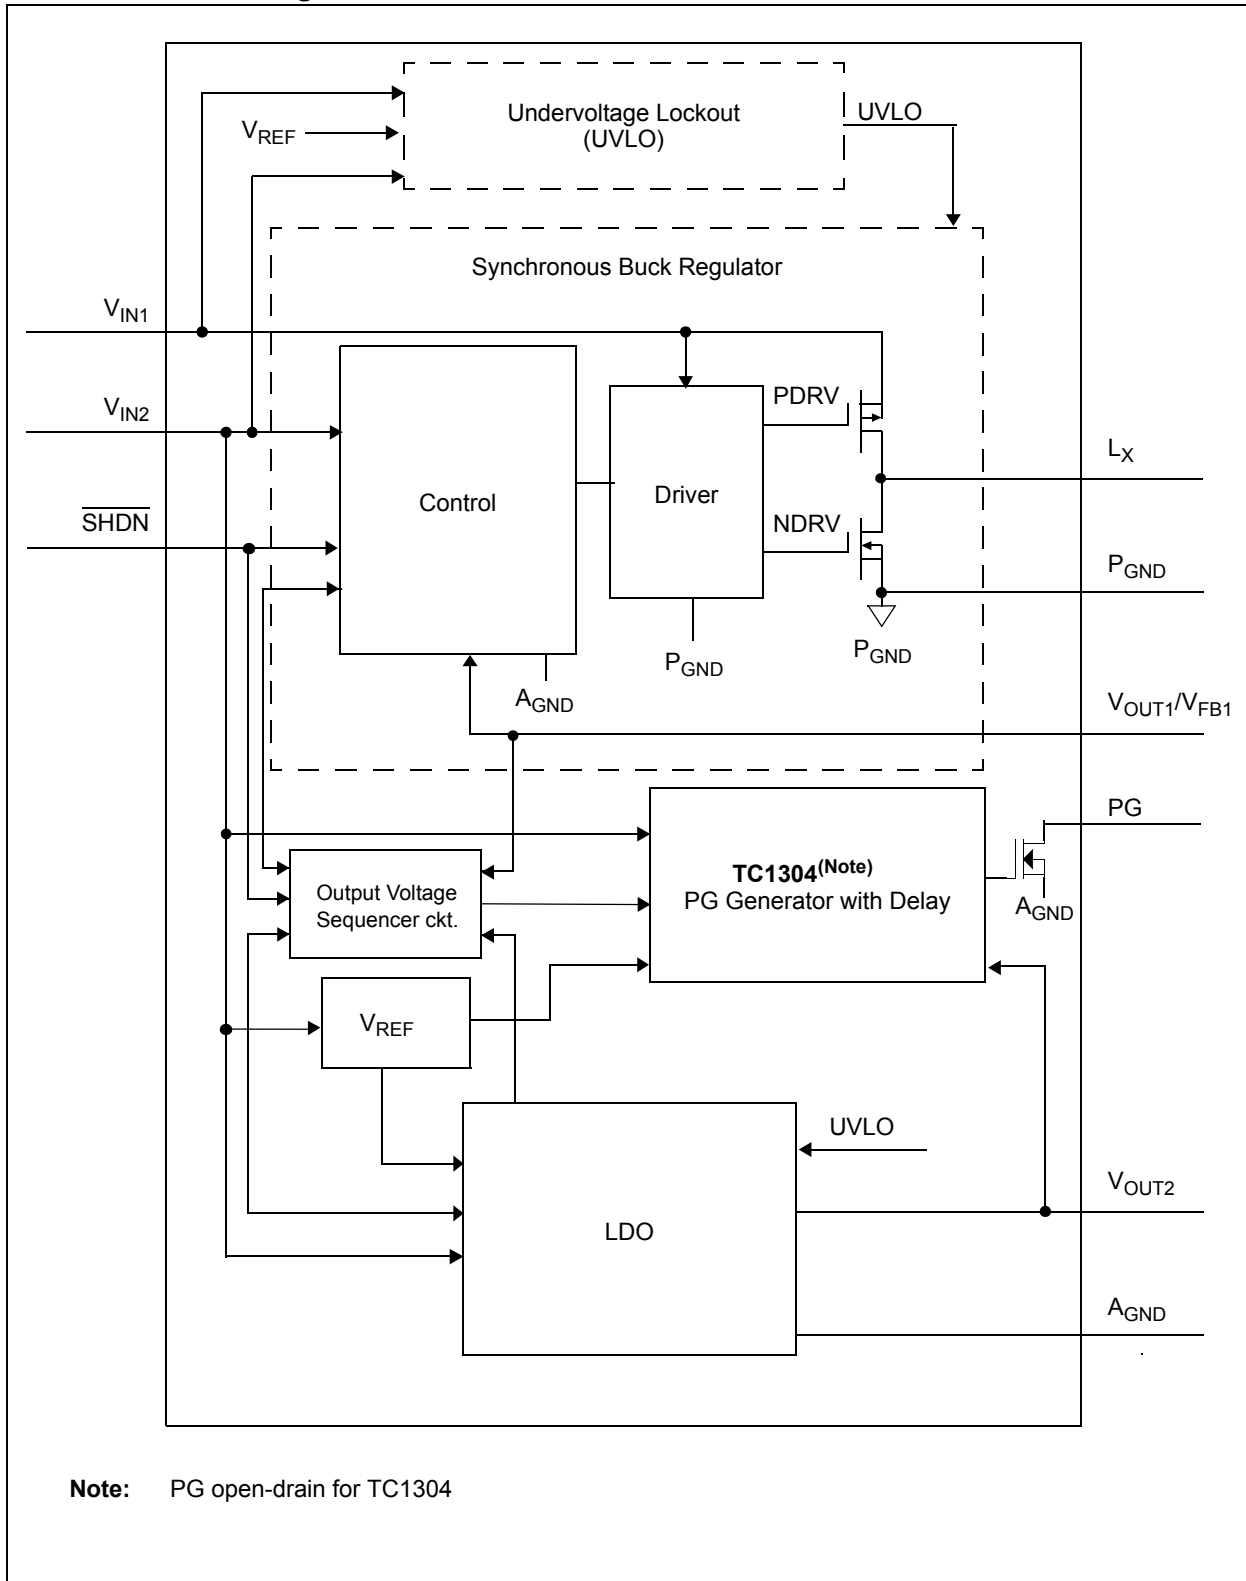 Undervoltage Lockout
(UVLO)
UVLO
VREF
Synchronous Buck Regulator
VIN1
VIN2
SHDN
Control
Driver
PDRV
NDRV
LX
PGND
PGND
PGND
AGND
VOUT1/VFB1
PG
TC1304(Note)
PG Generator with Delay
AGND
Output Voltage
Sequencer ckt.
VREF
LDO
UVLO
VOUT2
AGND
Note: PG open-drain for TC1304